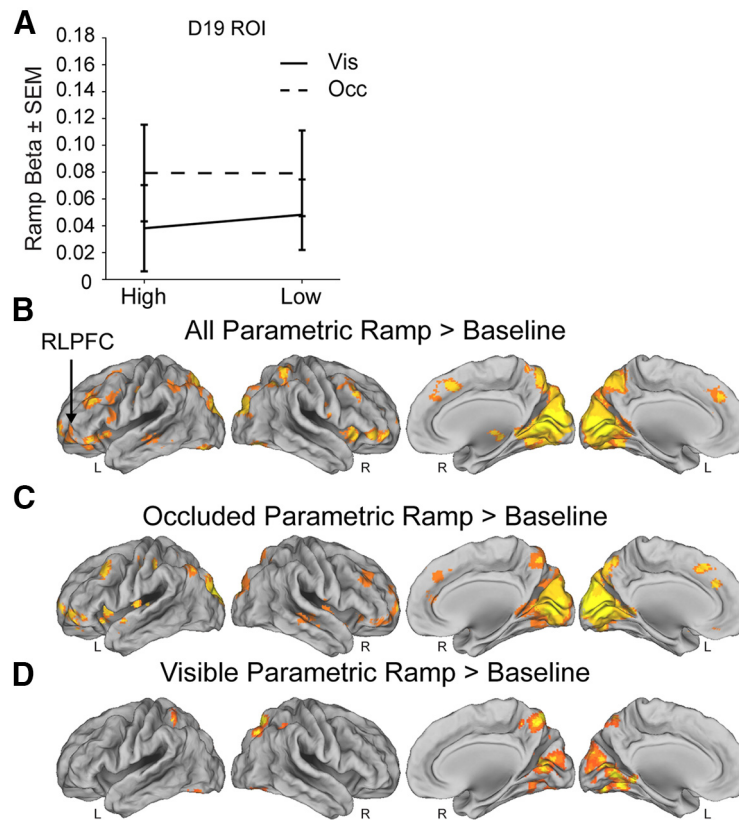 A
D19 ROI
Ramp Beta ± SEM
0.18
0.16
0.14
0.12
0.10
0.08
0.06
0.04
0.02
0
Vis
Occ
High Low
B
All Parametric Ramp > Baseline
RLPFC
L R R L
C
Occluded Parametric Ramp > Baseline
L R R L
D
Visible Parametric Ramp > Baseline
L R R L